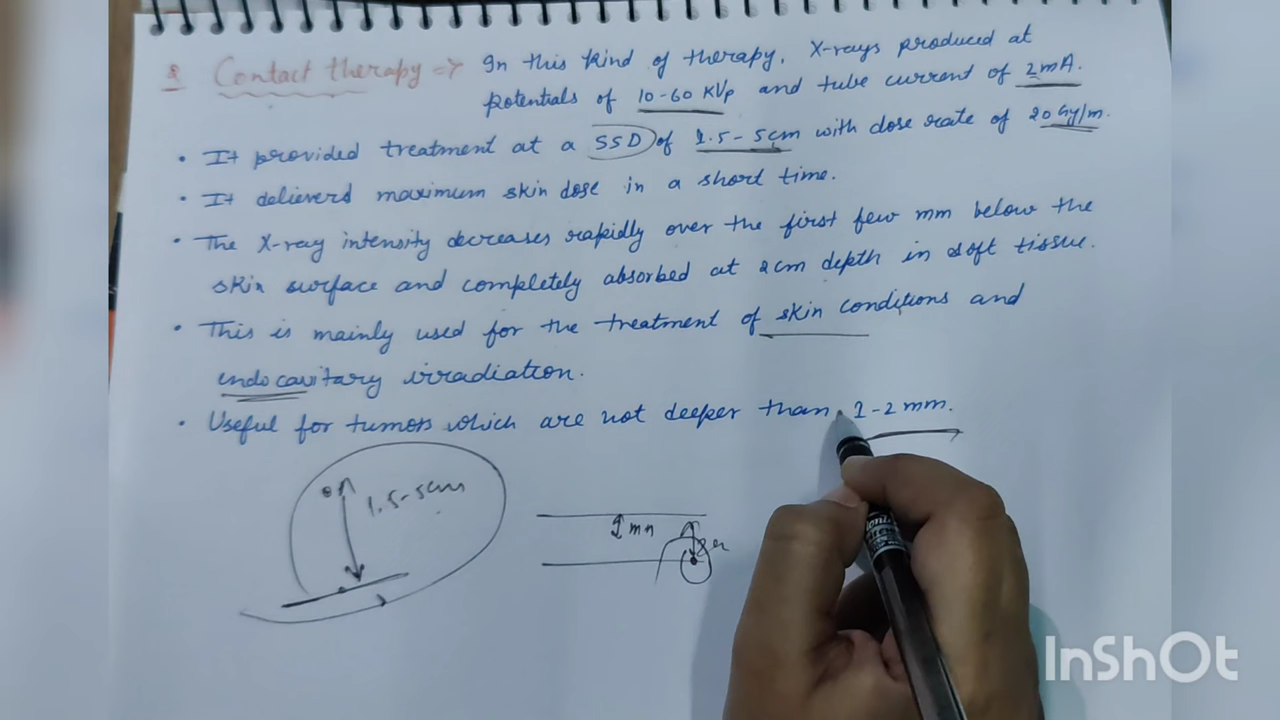 2 Contact therapy => In this kind of therapy, X-rays produced at
potentials of 10-60 KVp and tube current of 2mA.
• It provided treatment at a SSD of 1.5-5cm with dose rate of 20Gy/m.
• It delieverd maximum skin dose in a short time.
• The X-ray intensity decreases rapidly over the first few mm below the
skin surface and completely absorbed at 2cm depth in soft tissue.
• This is mainly used for the treatment of skin conditions and
endocavitary irradiation.
• Useful for tumors which are not deeper than 1-2 mm.
1.5-5cm
1mm
InShOt